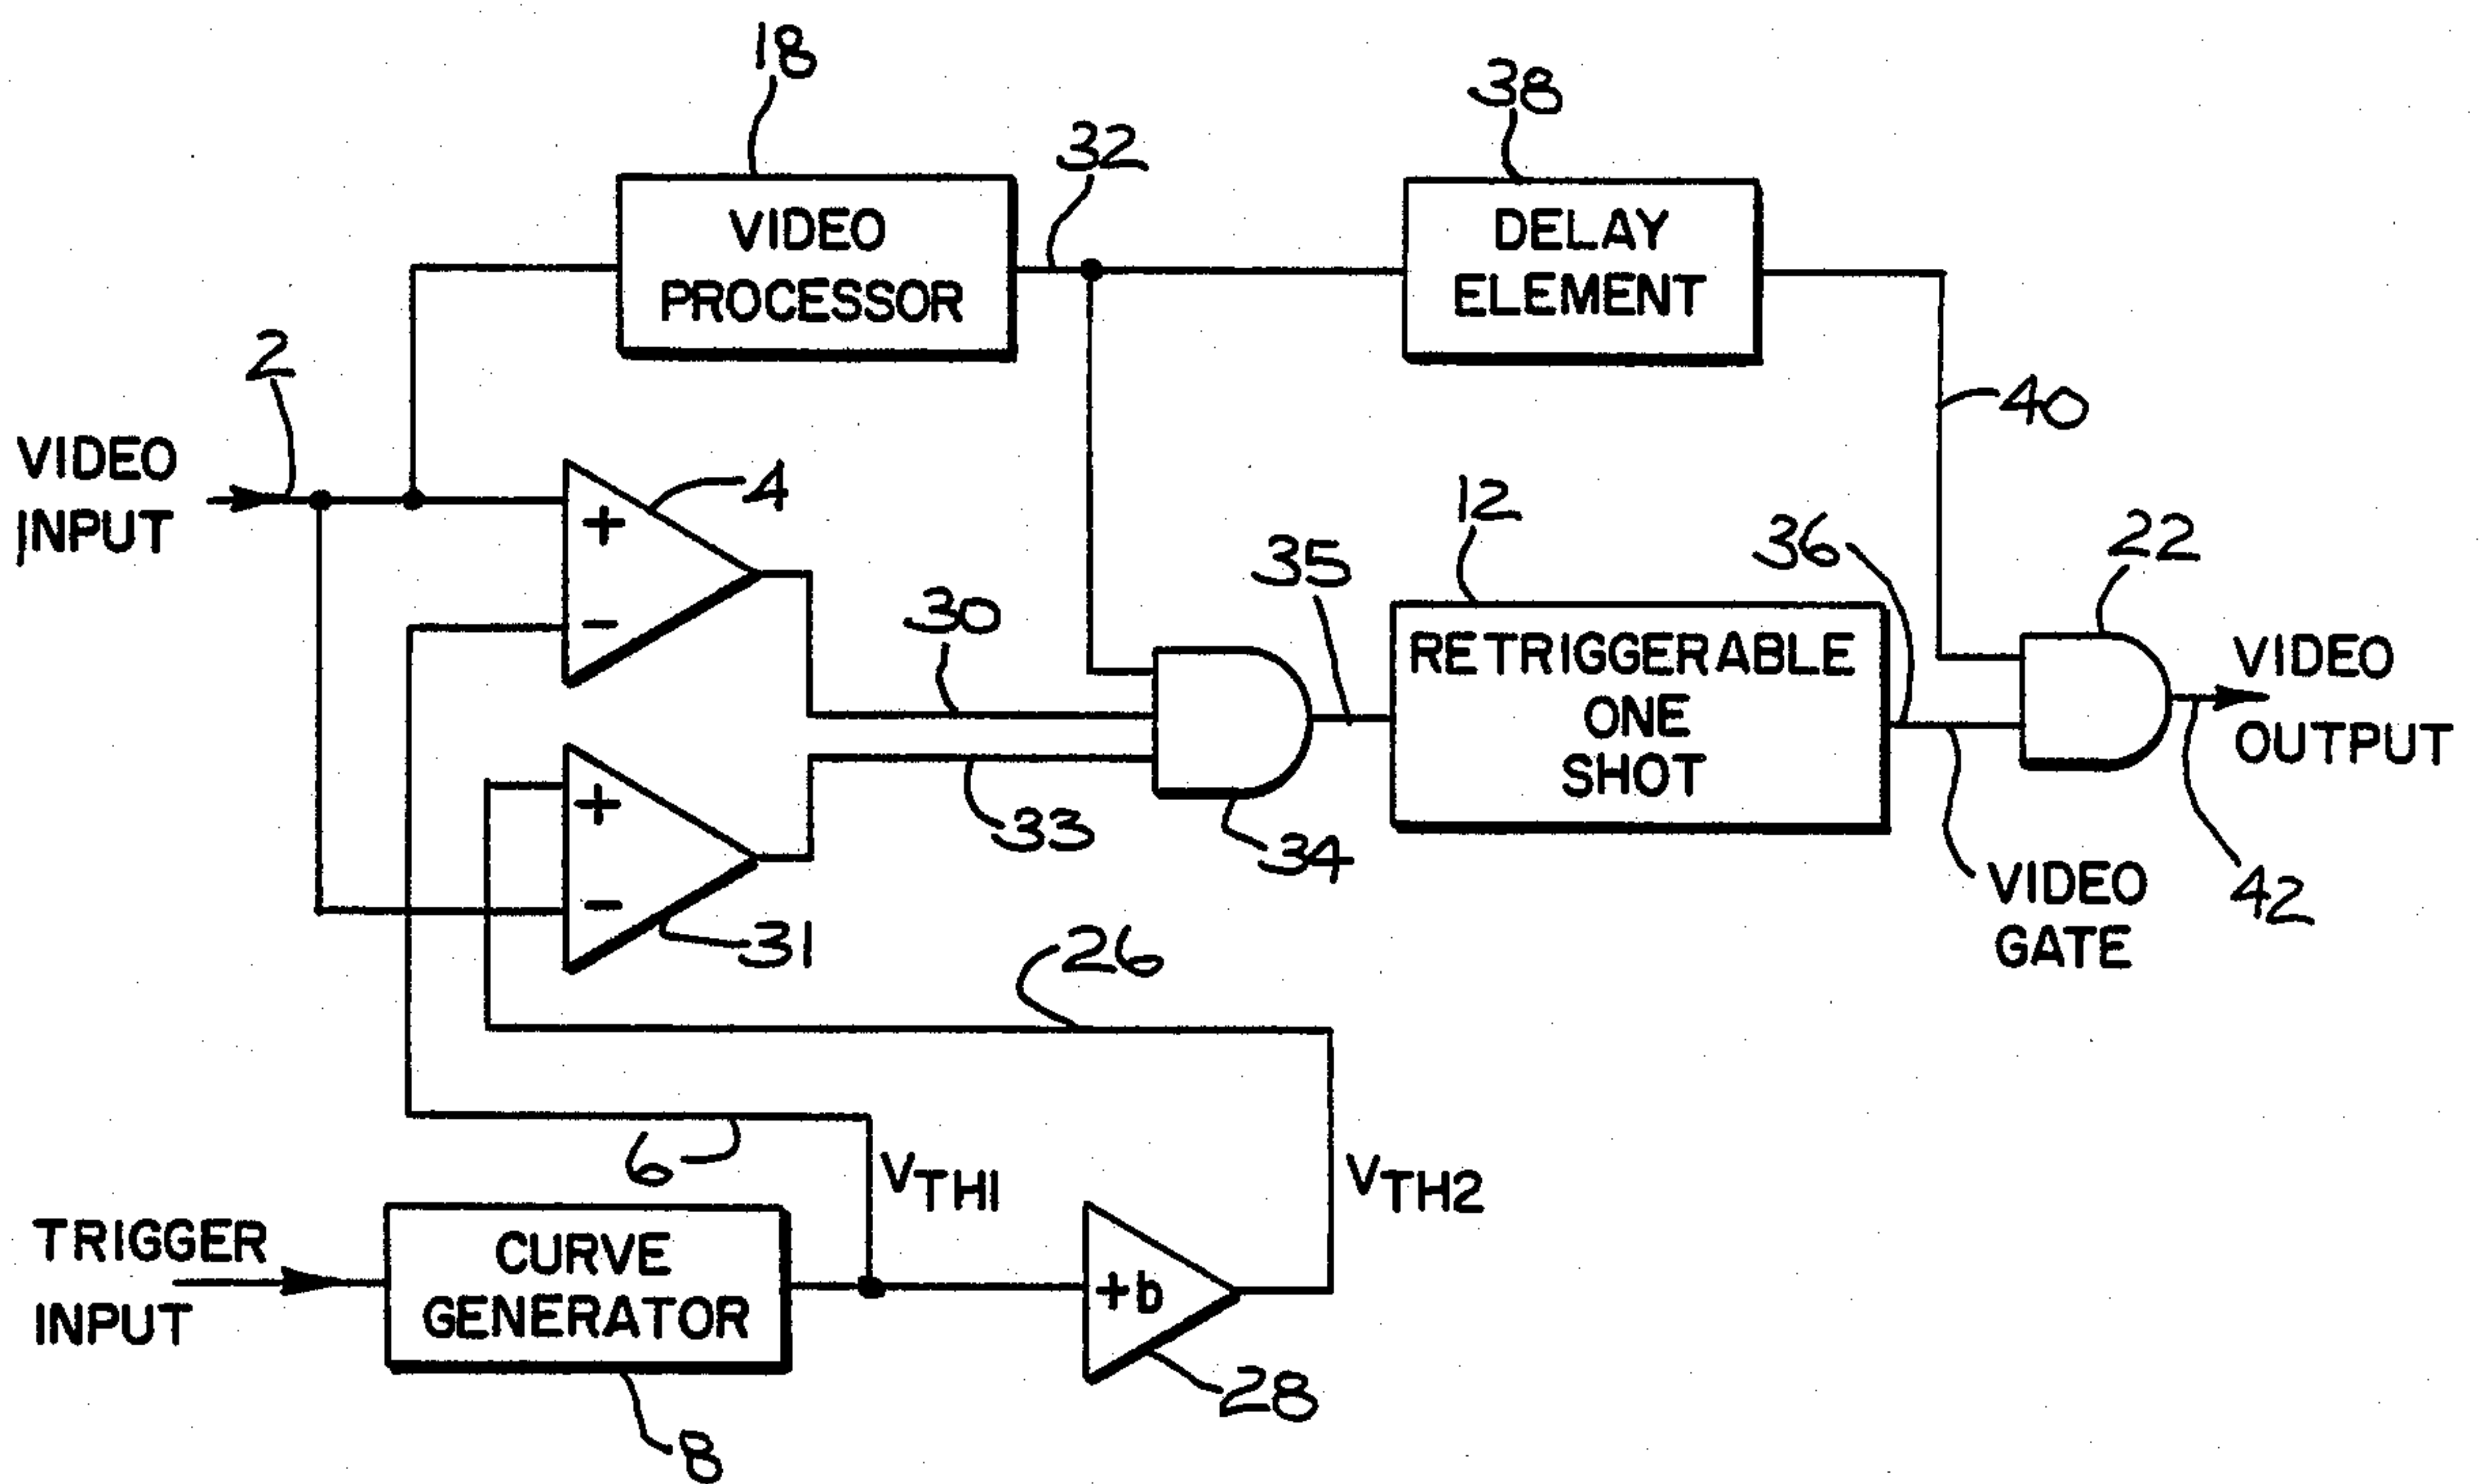 18
38
32
VIDEO
PROCESSOR
DELAY
ELEMENT
2
40
VIDEO
INPUT
+
4
-
12
35
36
22
30
RETRIGGERABLE
ONE
SHOT
VIDEO
OUTPUT
+
33
34
-
31
VIDEO
GATE
42
26
6
VTH1
VTH2
TRIGGER
INPUT
CURVE
GENERATOR
+b
28
8